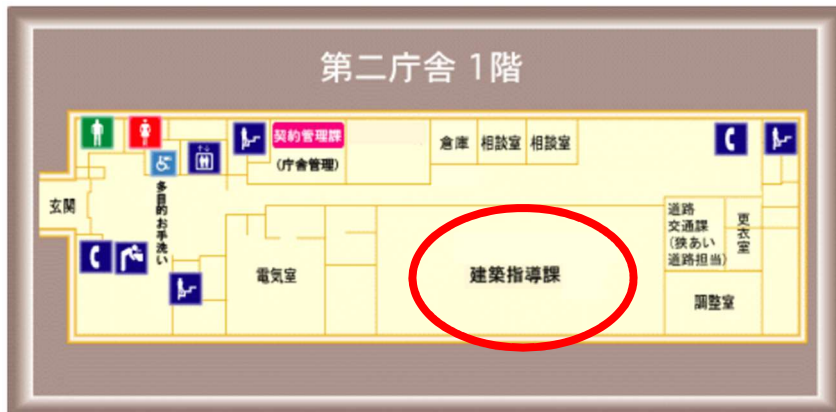 第二庁舎 1階
契約管理課
(庁舎管理)
倉庫
相談室
相談室
玄関
多目的お手洗い
電気室
建築指導課
道路
交通課
(狭あい
道路担当)
更衣室
調整室